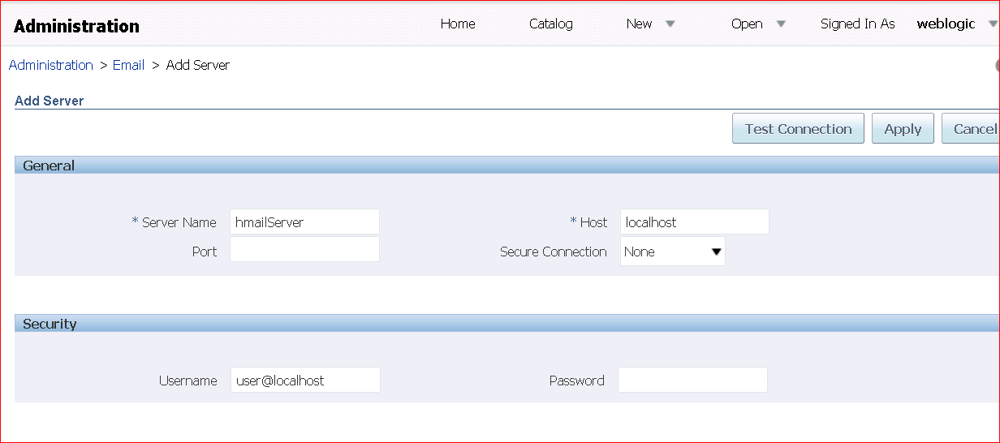 Administration Home Catalog New Open Signed In As weblogic
Administration > Email > Add Server
Add Server
Test Connection Apply Cancel
General
* Server Name hmailServer * Host localhost
Port Secure Connection None
Security
Username user@localhost Password